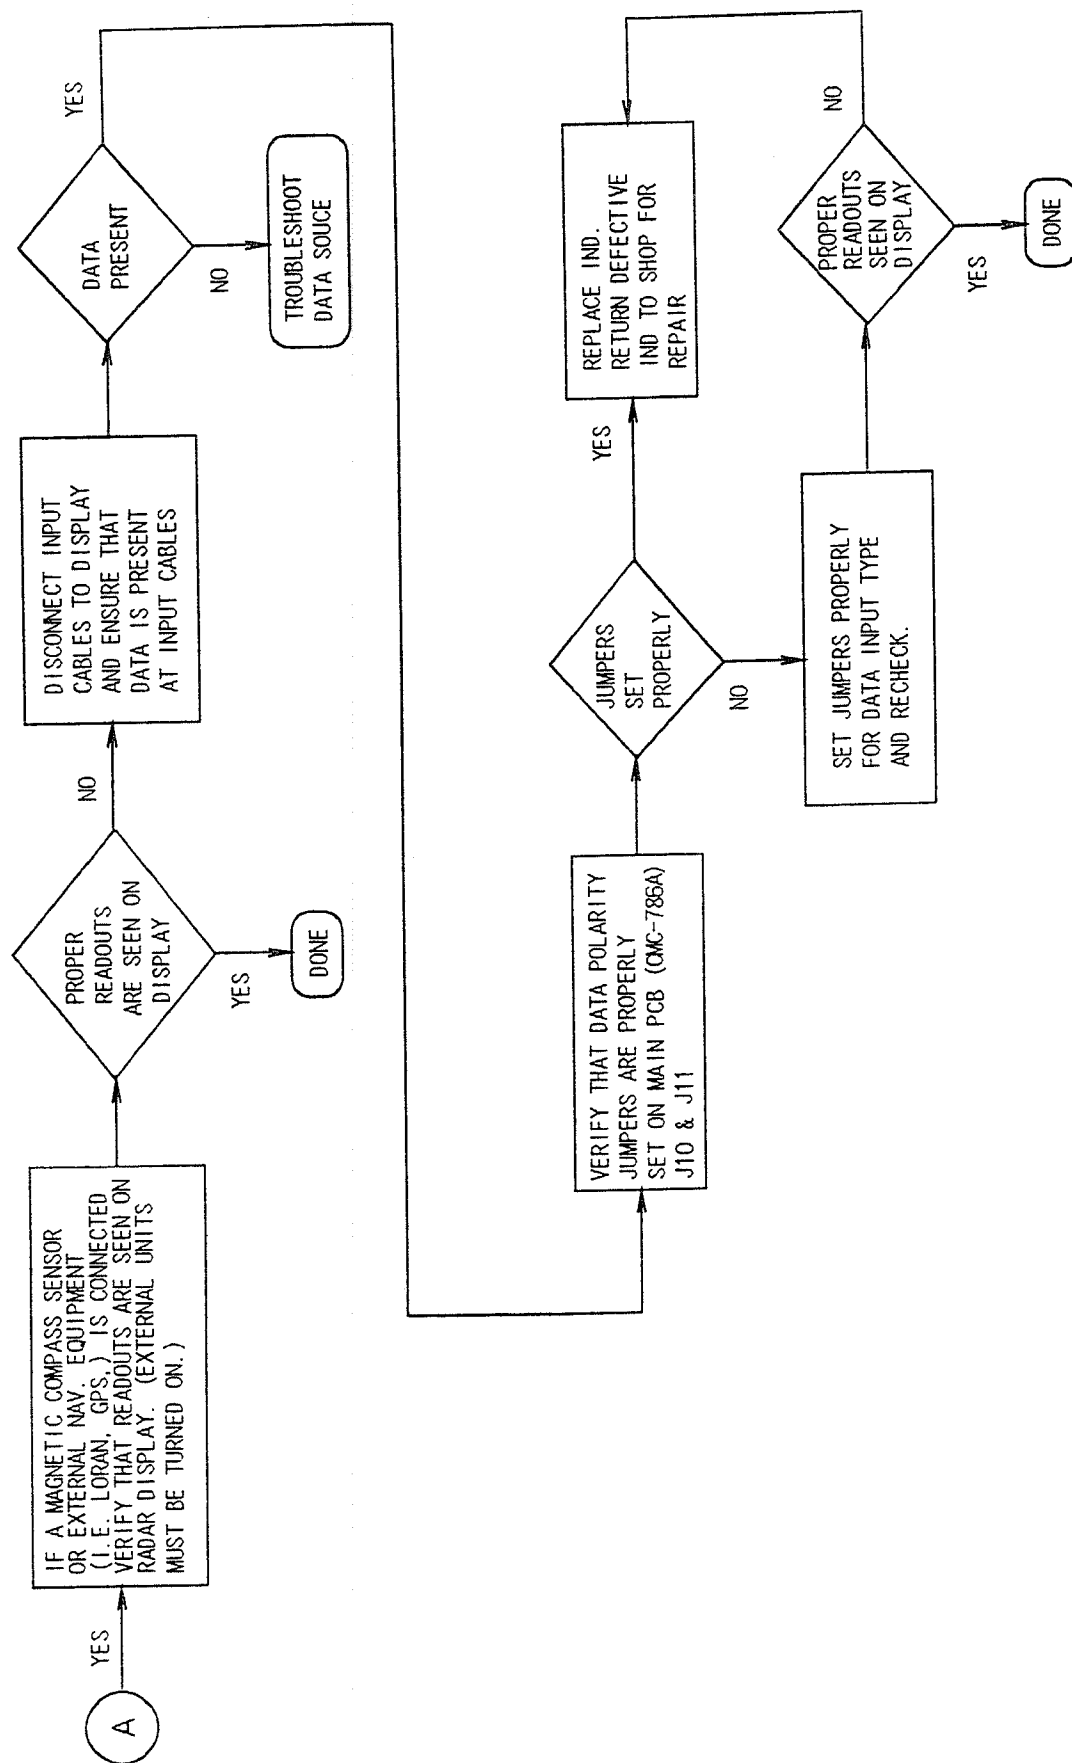 A
YES
IF A MAGNETIC COMPASS SENSOR
OR EXTERNAL NAV. EQUIPMENT
(I.E. LORAN, GPS,) IS CONNECTED
VERIFY THAT READOUTS ARE SEEN ON
RADAR DISPLAY. (EXTERNAL UNITS
MUST BE TURNED ON.)
PROPER
READOUTS
ARE SEEN ON
DISPLAY
YES
DONE
NO
DISCONNECT INPUT
CABLES TO DISPLAY
AND ENSURE THAT
DATA IS PRESENT
AT INPUT CABLES
DATA
PRESENT
NO
TROUBLESHOOT
DATA SOUCE
YES
VERIFY THAT DATA POLARITY
JUMPERS ARE PROPERLY
SET ON MAIN PCB (CMC-786A)
J10 & J11
JUMPERS
SET
PROPERLY
YES
REPLACE IND.
RETURN DEFECTIVE
IND TO SHOP FOR
REPAIR
NO
SET JUMPERS PROPERLY
FOR DATA INPUT TYPE
AND RECHECK.
PROPER
READOUTS
SEEN ON
DISPLAY
NO
YES
DONE